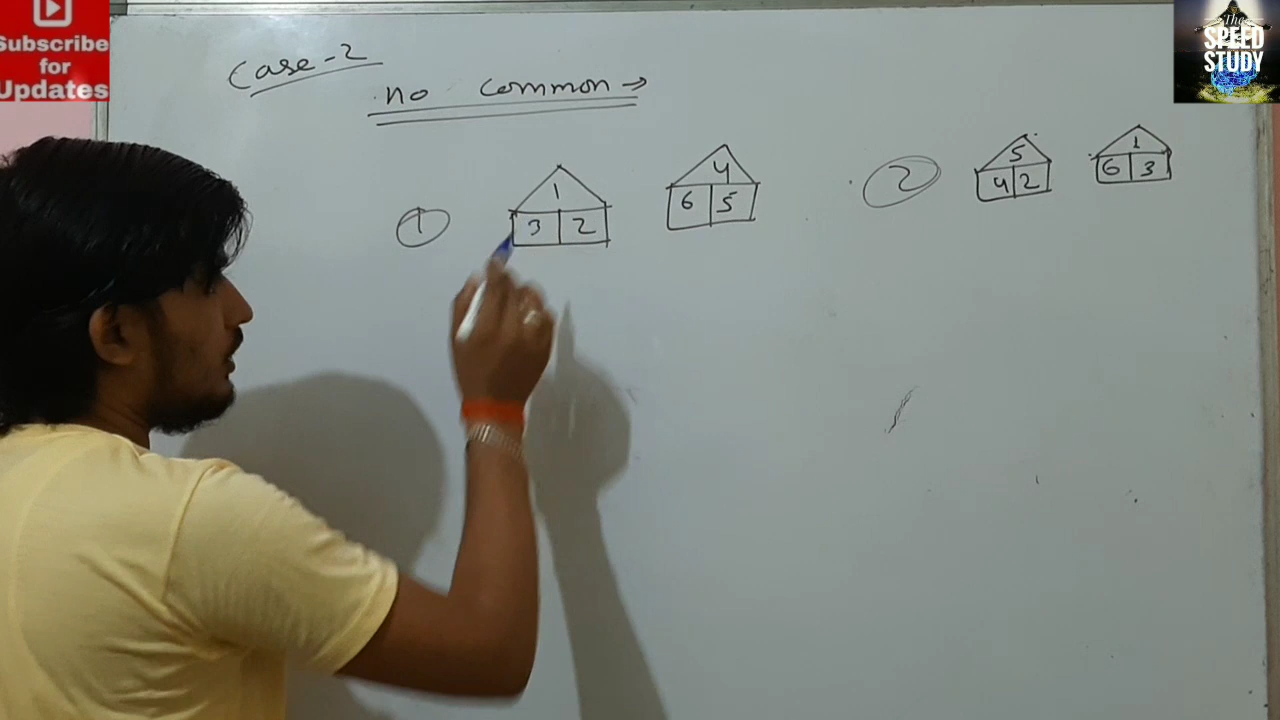 Subscribe
for
Updates
The
SPEED
STUDY
Case-2
no common →
① 1 4 ② 5 1
3 2 6 5 4 2 6 3